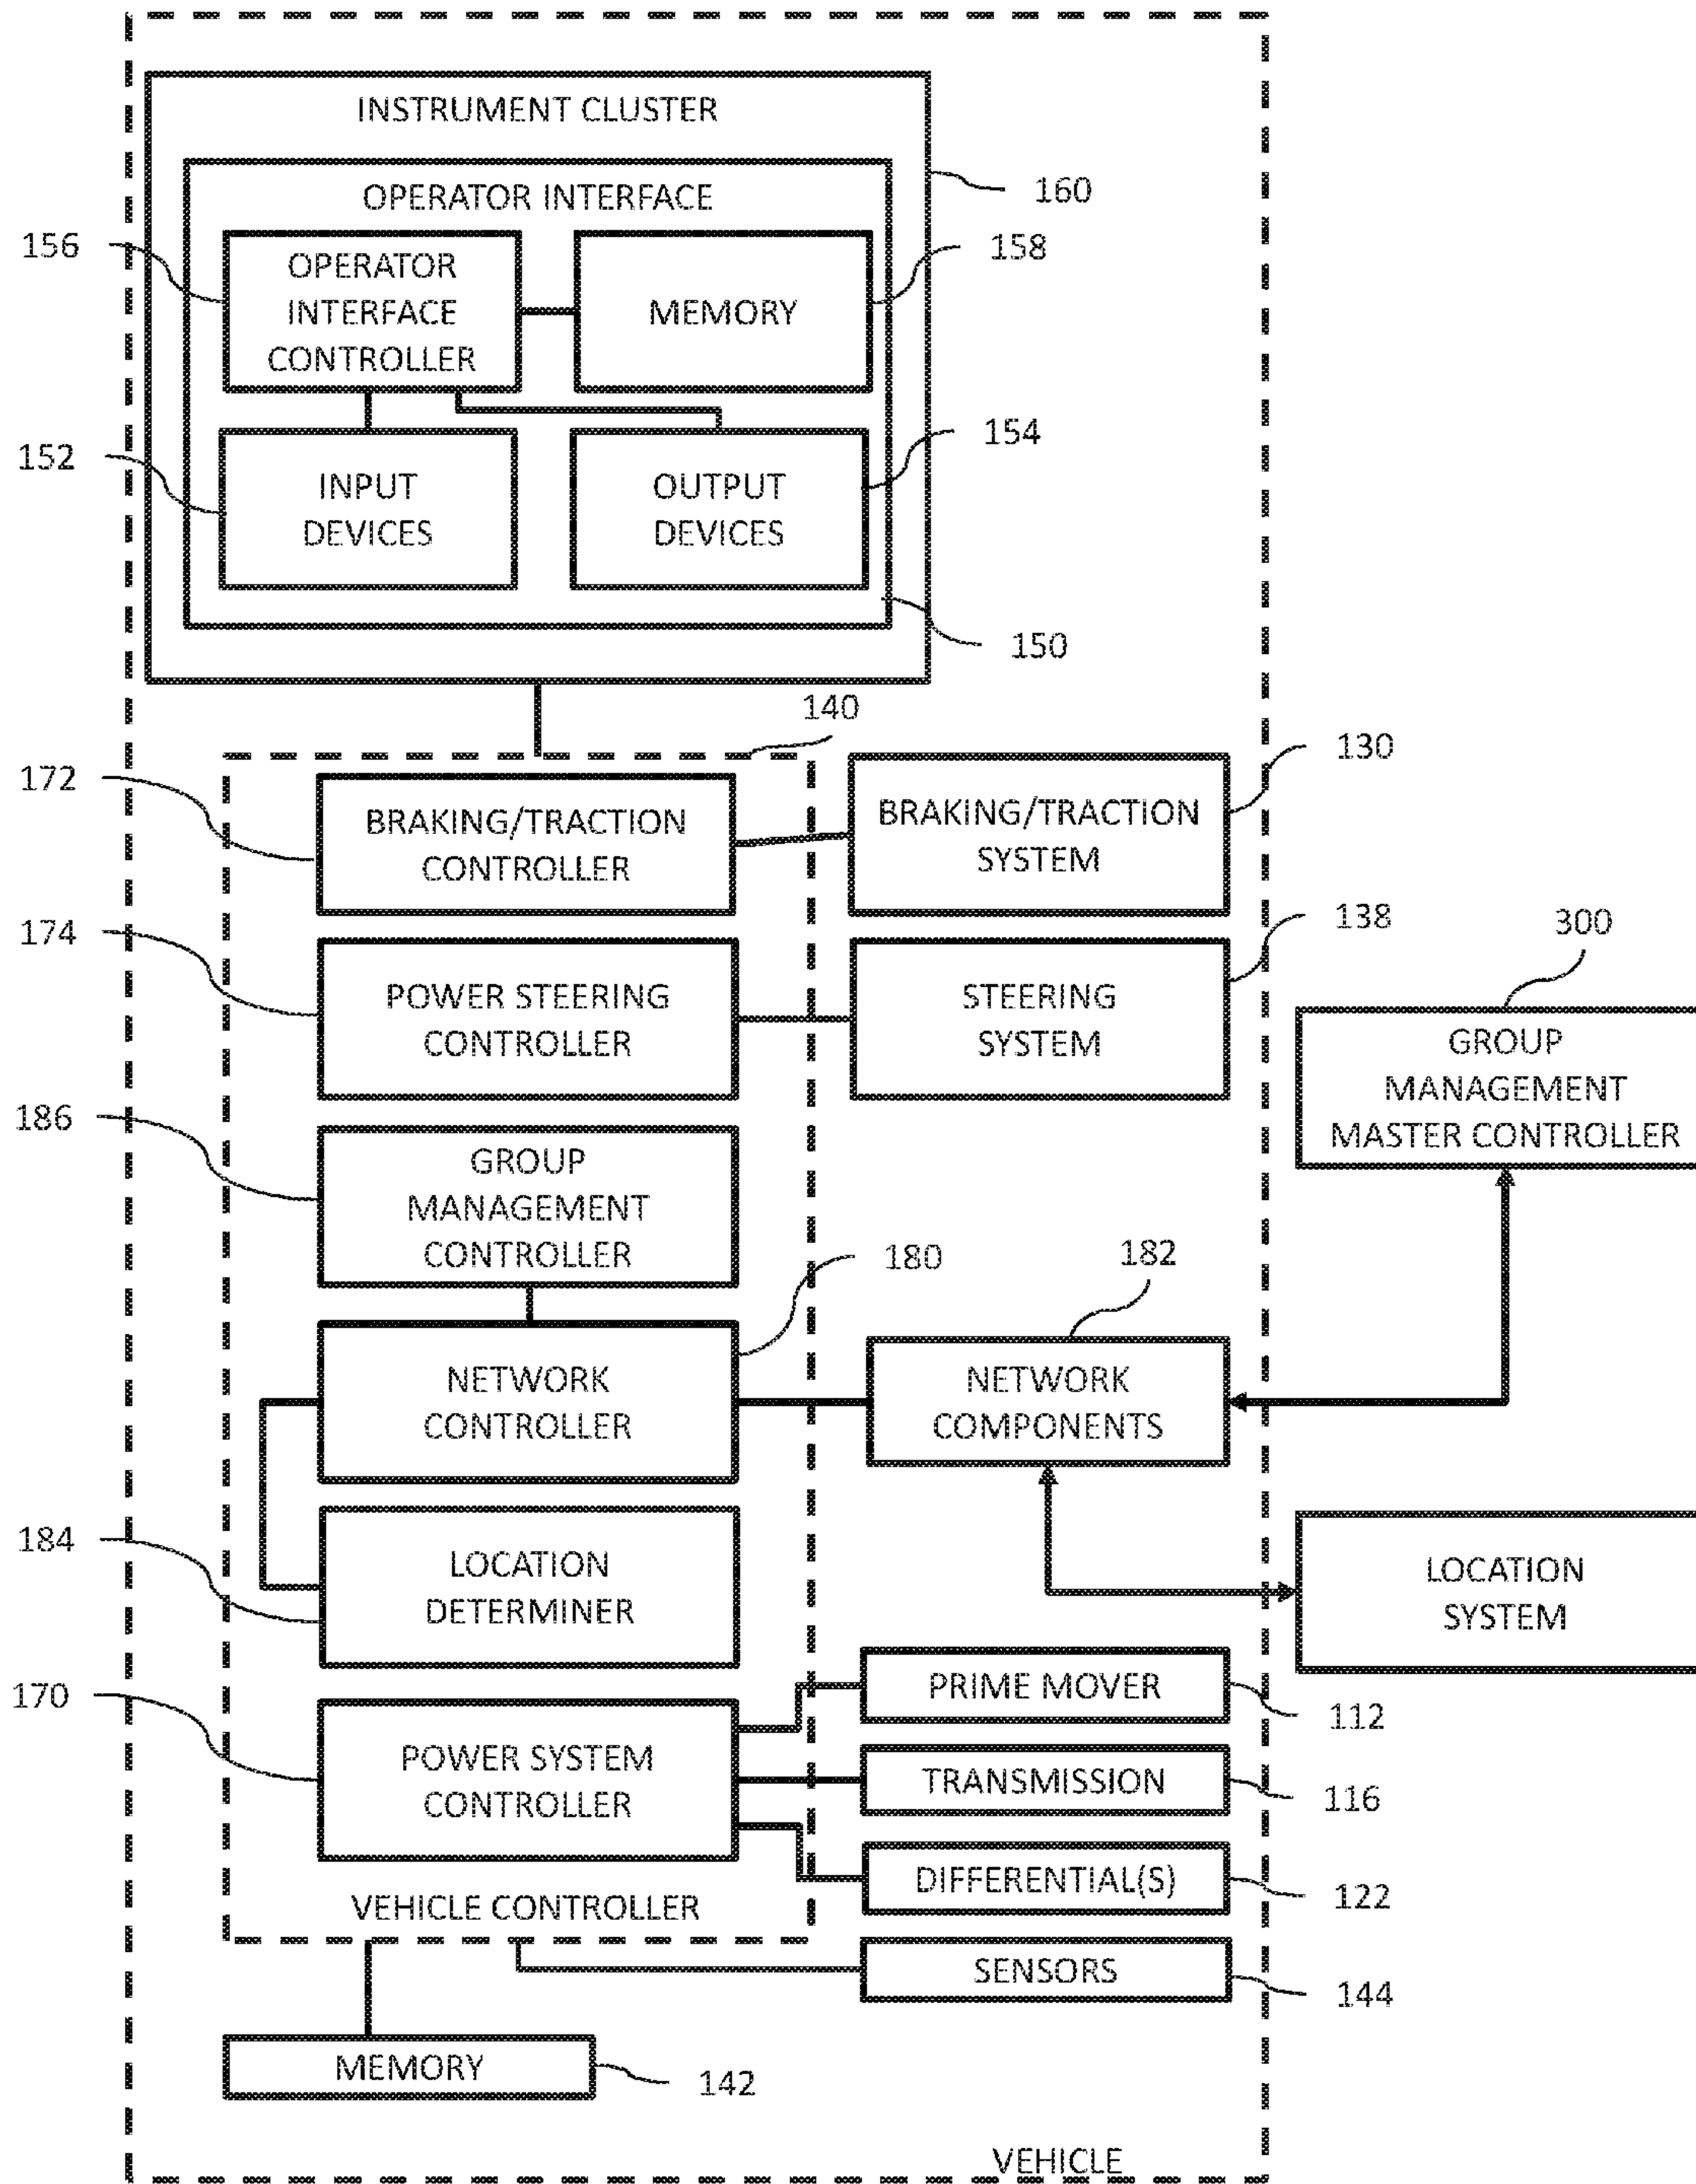 INSTRUMENT CLUSTER
OPERATOR INTERFACE
160
156
158
OPERATOR
INTERFACE
CONTROLLER
MEMORY
152
154
INPUT
DEVICES
OUTPUT
DEVICES
150
140
130
172
BRAKING/TRACTION
CONTROLLER
BRAKING/TRACTION
SYSTEM
174
138
300
POWER STEERING
CONTROLLER
STEERING
SYSTEM
GROUP
MANAGEMENT
MASTER CONTROLLER
186
GROUP
MANAGEMENT
CONTROLLER
180
182
NETWORK
CONTROLLER
NETWORK
COMPONENTS
184
LOCATION
DETERMINER
LOCATION
SYSTEM
170
PRIME MOVER
112
POWER SYSTEM
CONTROLLER
TRANSMISSION
116
DIFFERENTIAL(S)
122
VEHICLE CONTROLLER
SENSORS
144
MEMORY
142
VEHICLE